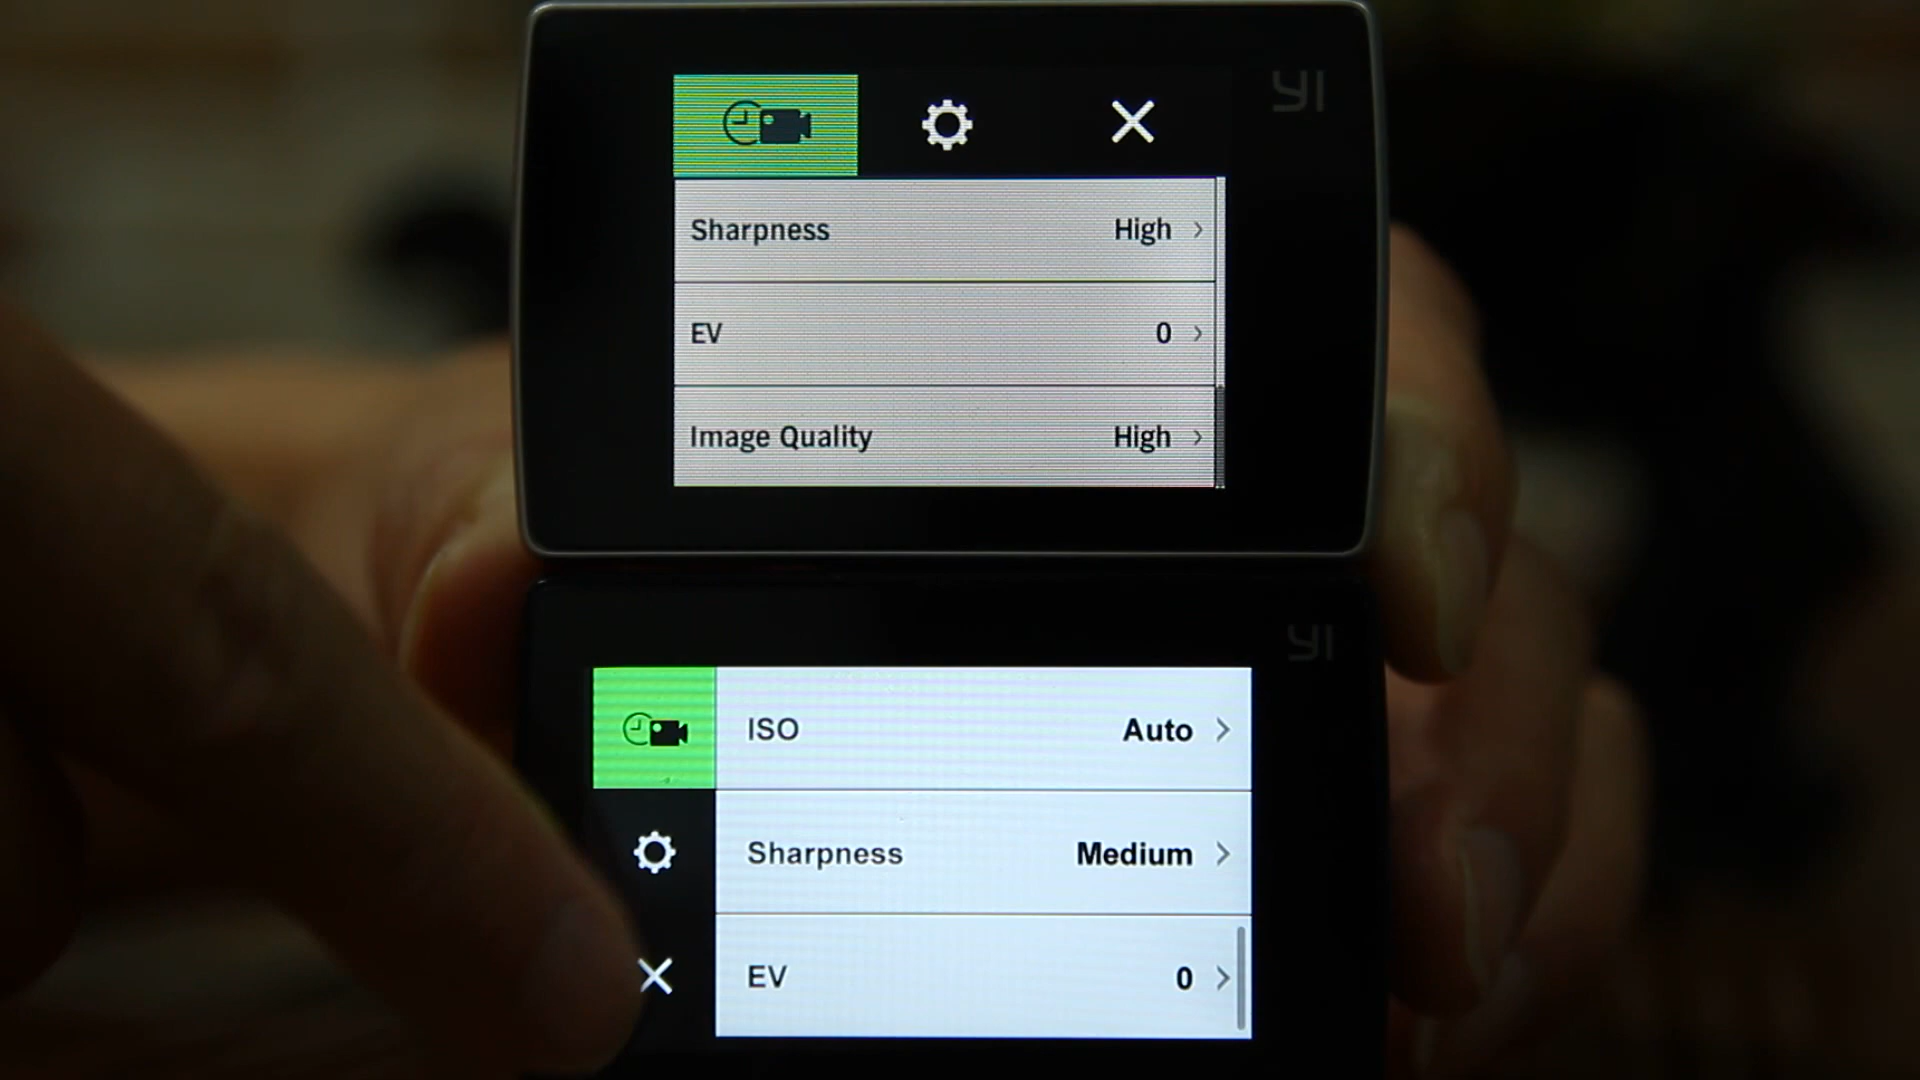 YI
Sharpness High
EV 0
Image Quality High
YI
ISO Auto
Sharpness Medium
EV 0